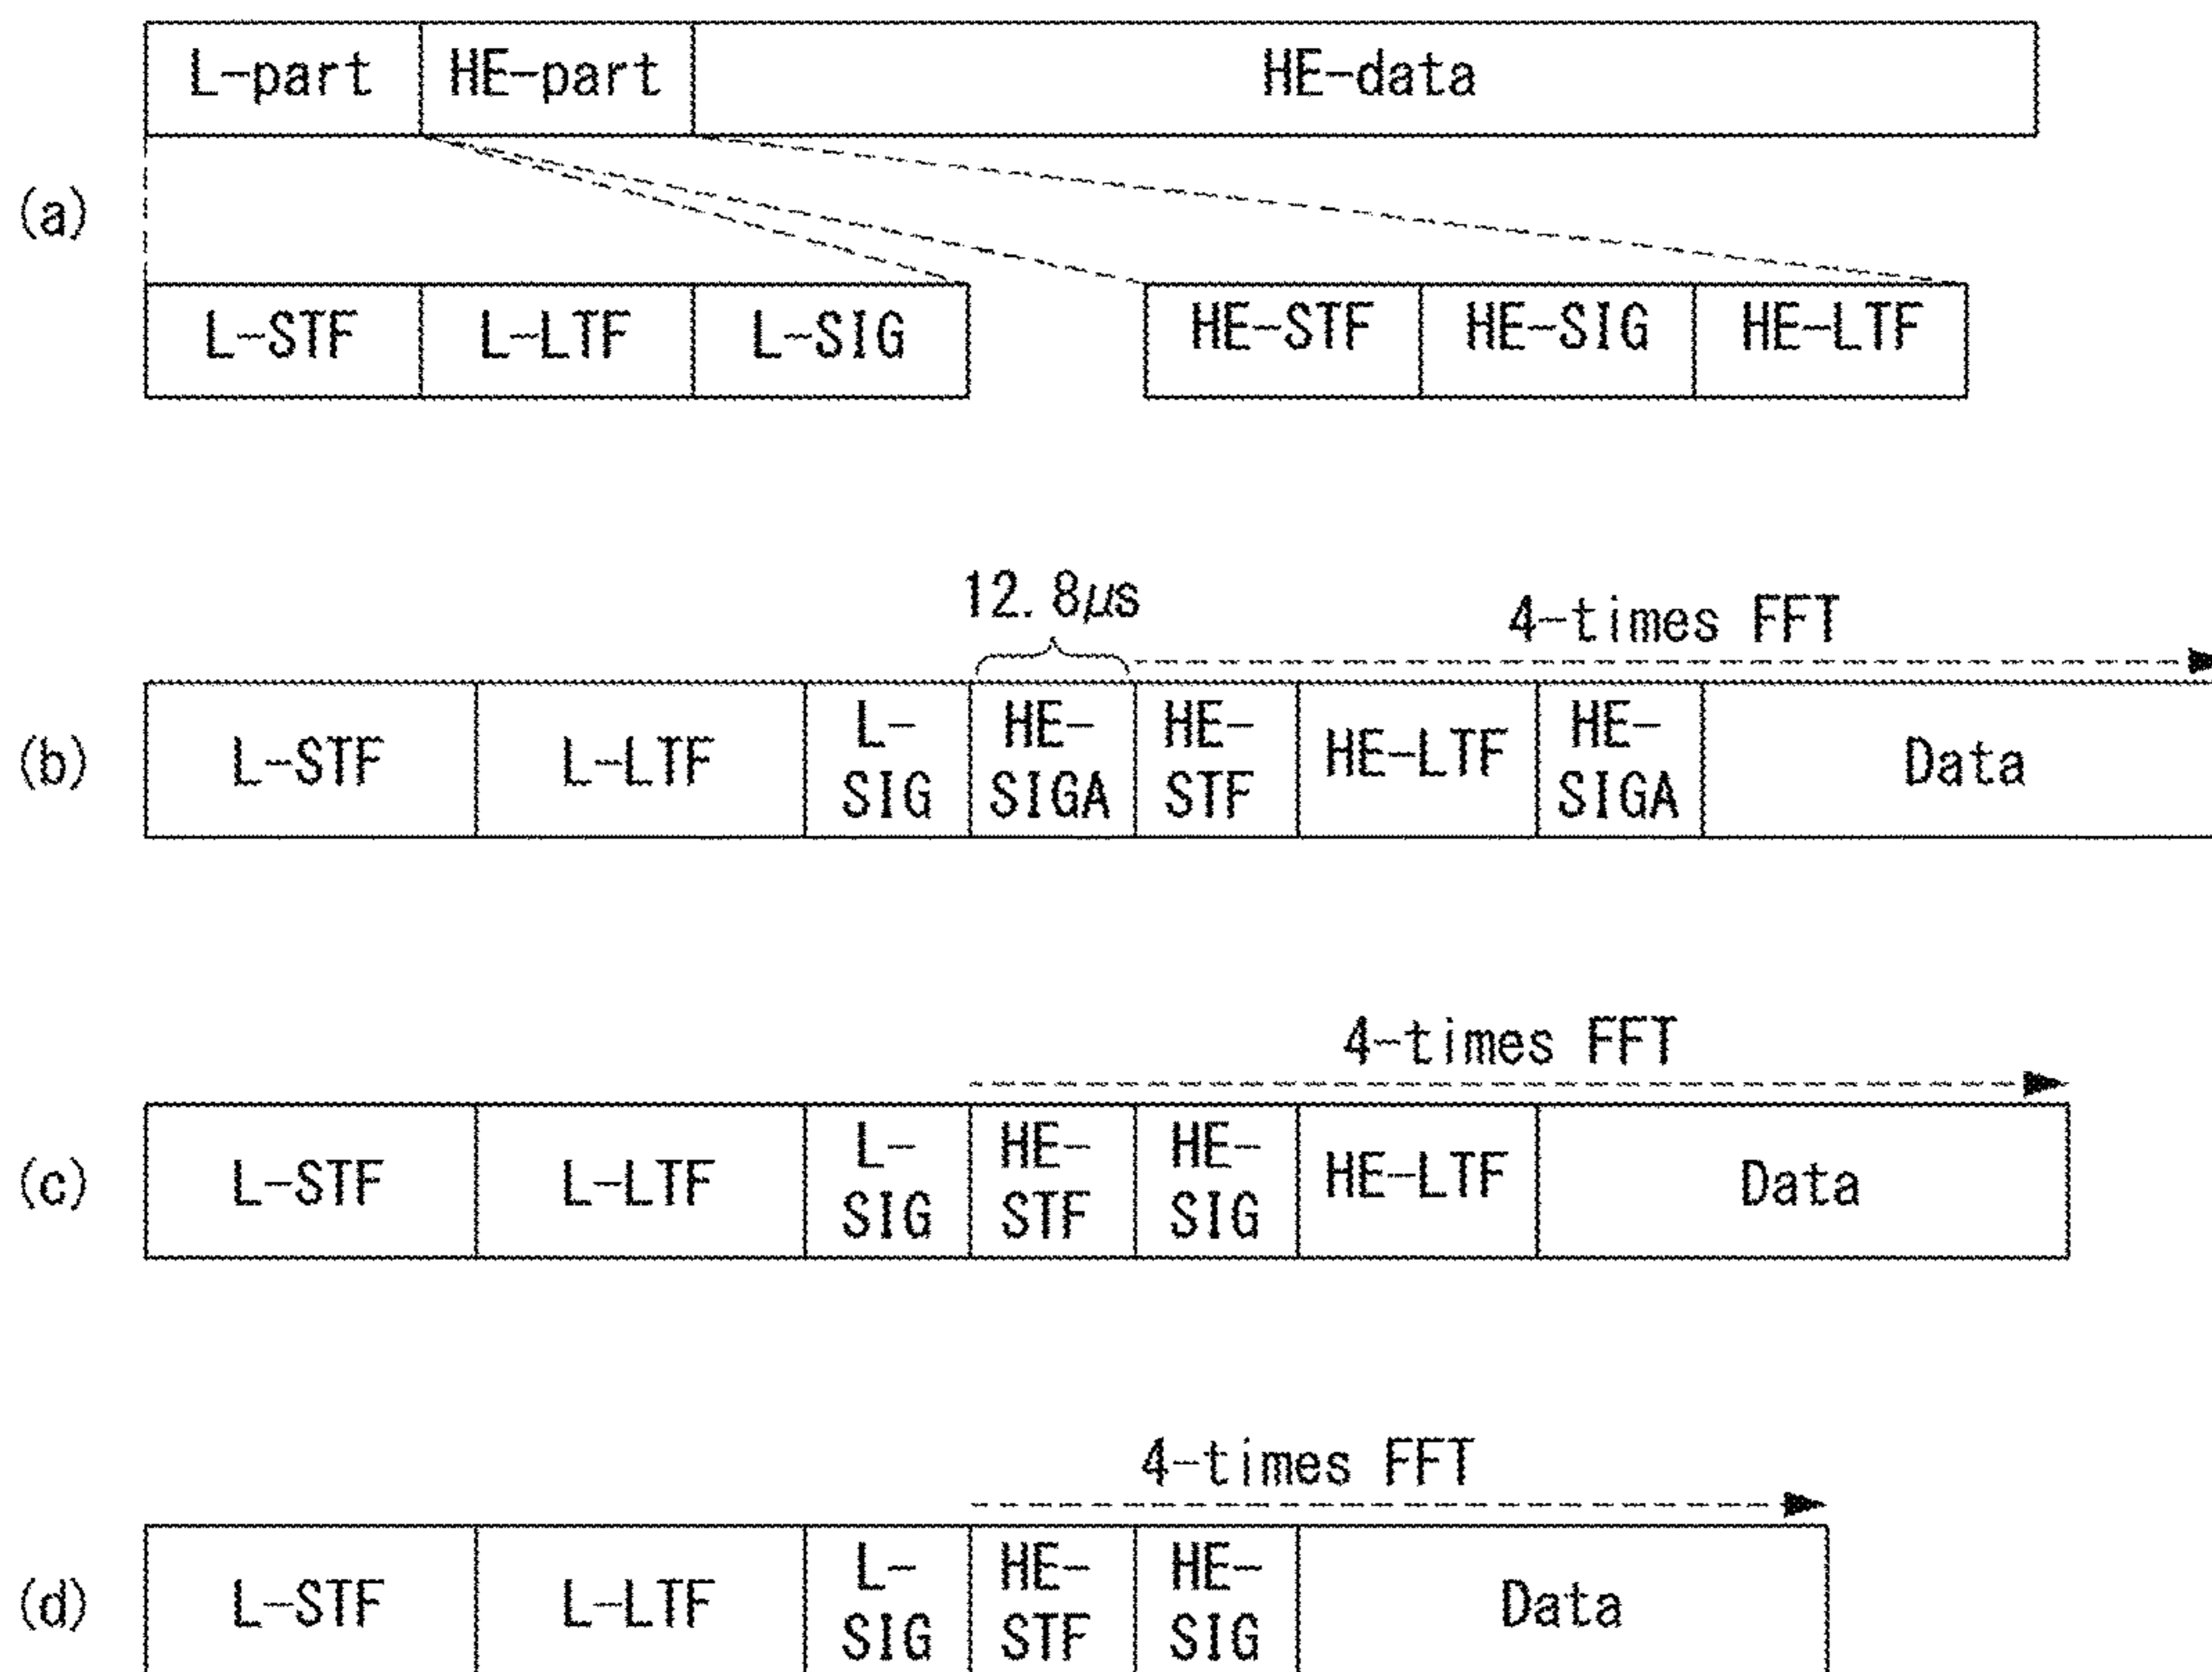 L-part HE-part HE-data
(a)
L-STF L-LTF L-SIG HE-STF HE-SIG HE-LTF
12.8μs
4-times FFT
(b) L-STF L-LTF L-SIG HE-SIGA HE-STF HE-LTF HE-SIGA Data
4-times FFT
(c) L-STF L-LTF L-SIG HE-STF HE-SIG HE-LTF Data
4-times FFT
(d) L-STF L-LTF L-SIG HE-STF HE-SIG Data